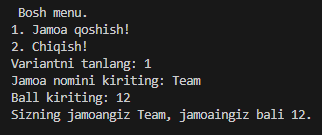 Bosh menu.
1. Jamoa qoshish!
2. Chiqish!
Variantni tanlang: 1
Jamoa nomini kiriting: Team
Ball kiriting: 12
Sizning jamoangiz Team, jamoaingiz bali 12.